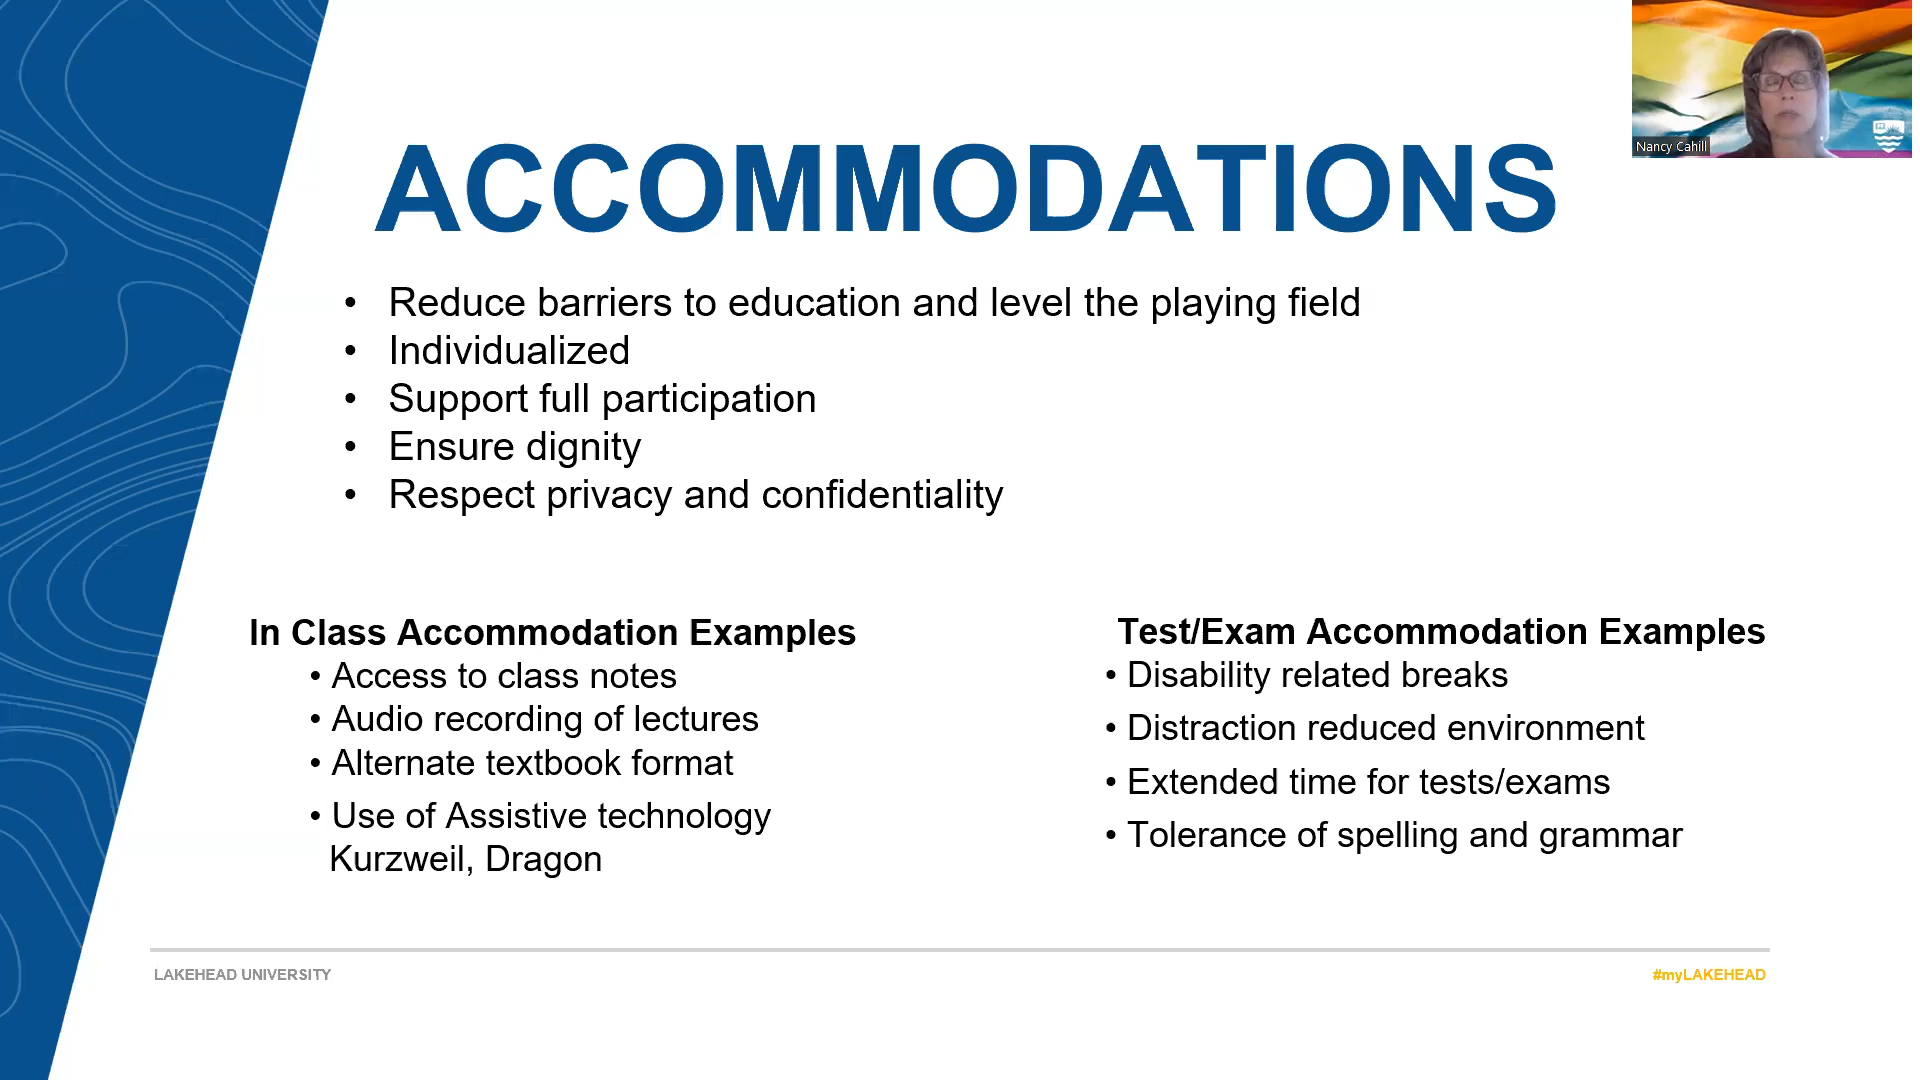 Nancy Cahill
ACCOMMODATIONS
• Reduce barriers to education and level the playing field
• Individualized
• Support full participation
• Ensure dignity
• Respect privacy and confidentiality
In Class Accommodation Examples
• Access to class notes
• Audio recording of lectures
• Alternate textbook format
• Use of Assistive technology
Kurzweil, Dragon
Test/Exam Accommodation Examples
• Disability related breaks
• Distraction reduced environment
• Extended time for tests/exams
• Tolerance of spelling and grammar
LAKEHEAD UNIVERSITY
#myLAKEHEAD